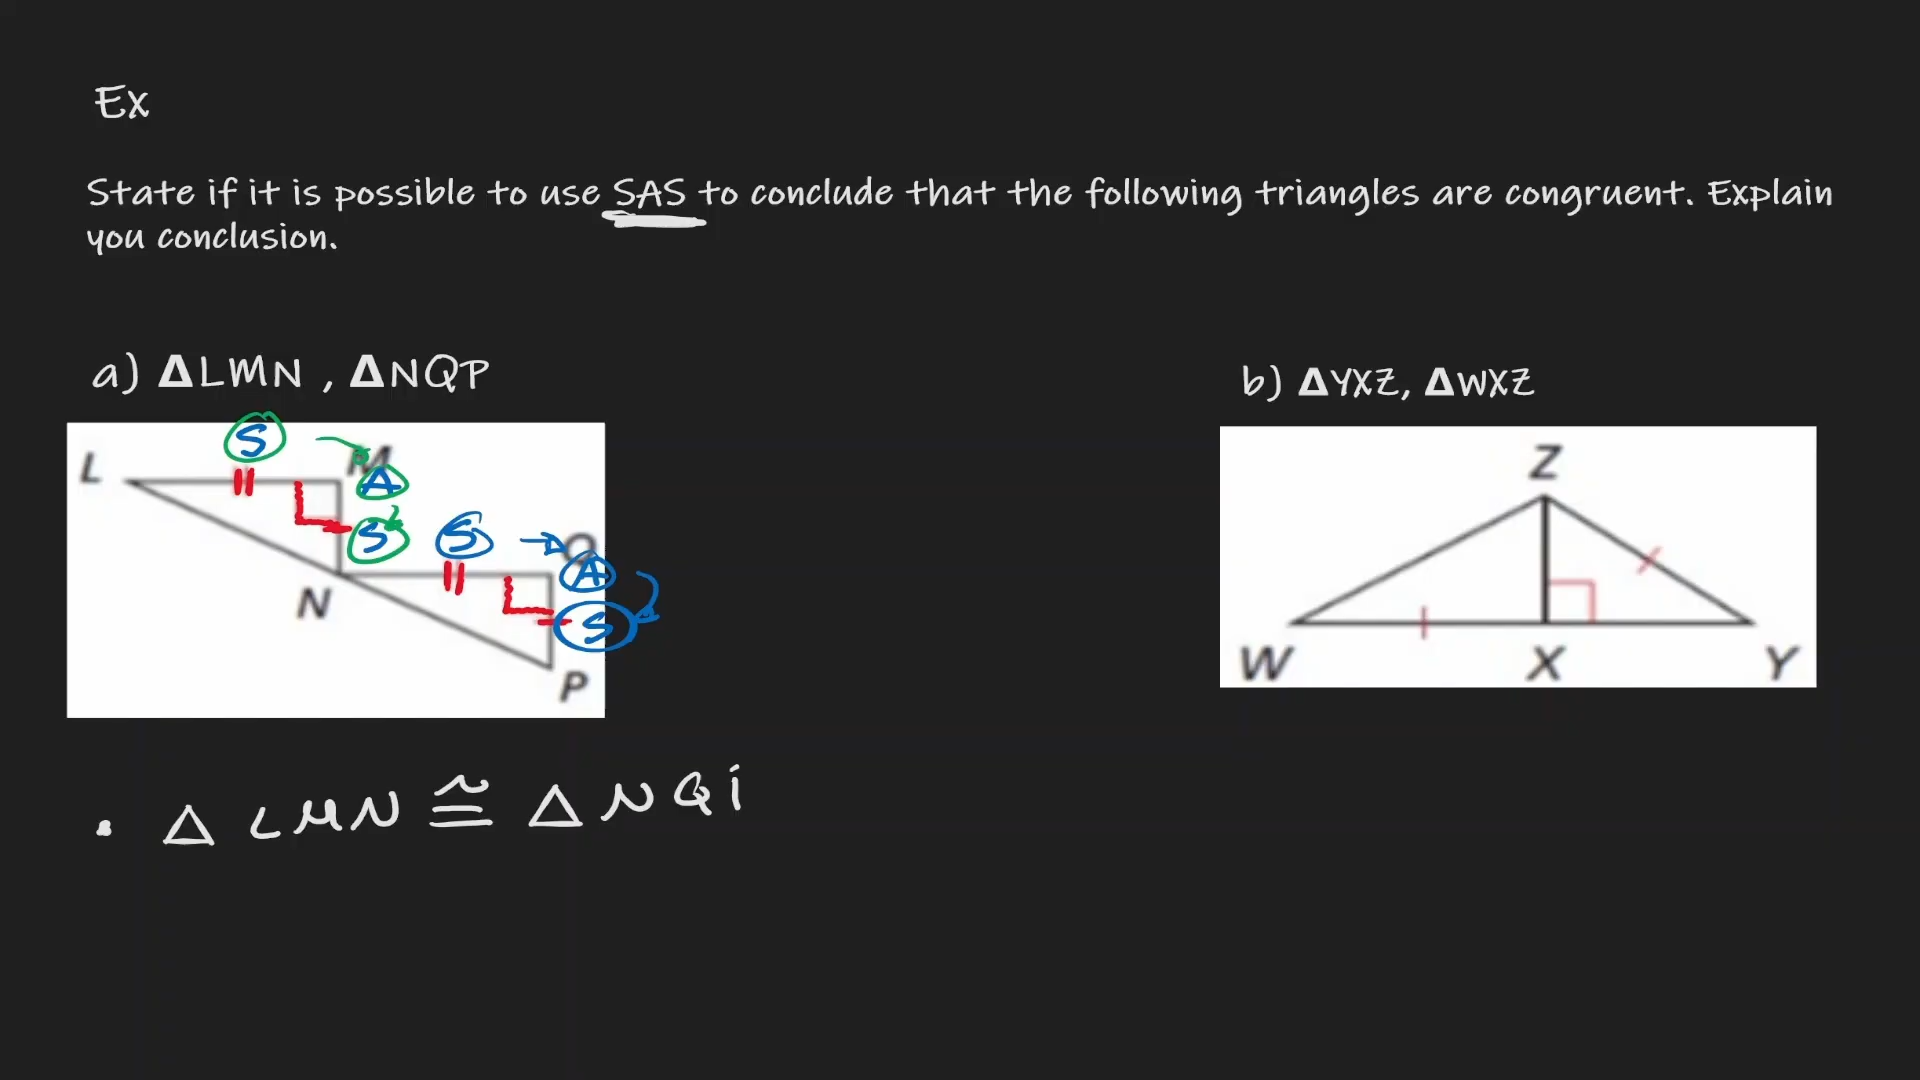 Ex
State if it is possible to use SAS to conclude that the following triangles are congruent. Explain
you conclusion.
a) ΔLMN , ΔNQP
b) ΔYXZ, ΔWXZ
S
L
M
A
S
S
Q
A
N
S
P
Z
W
X
Y
· Δ LMN ≅ Δ NQ